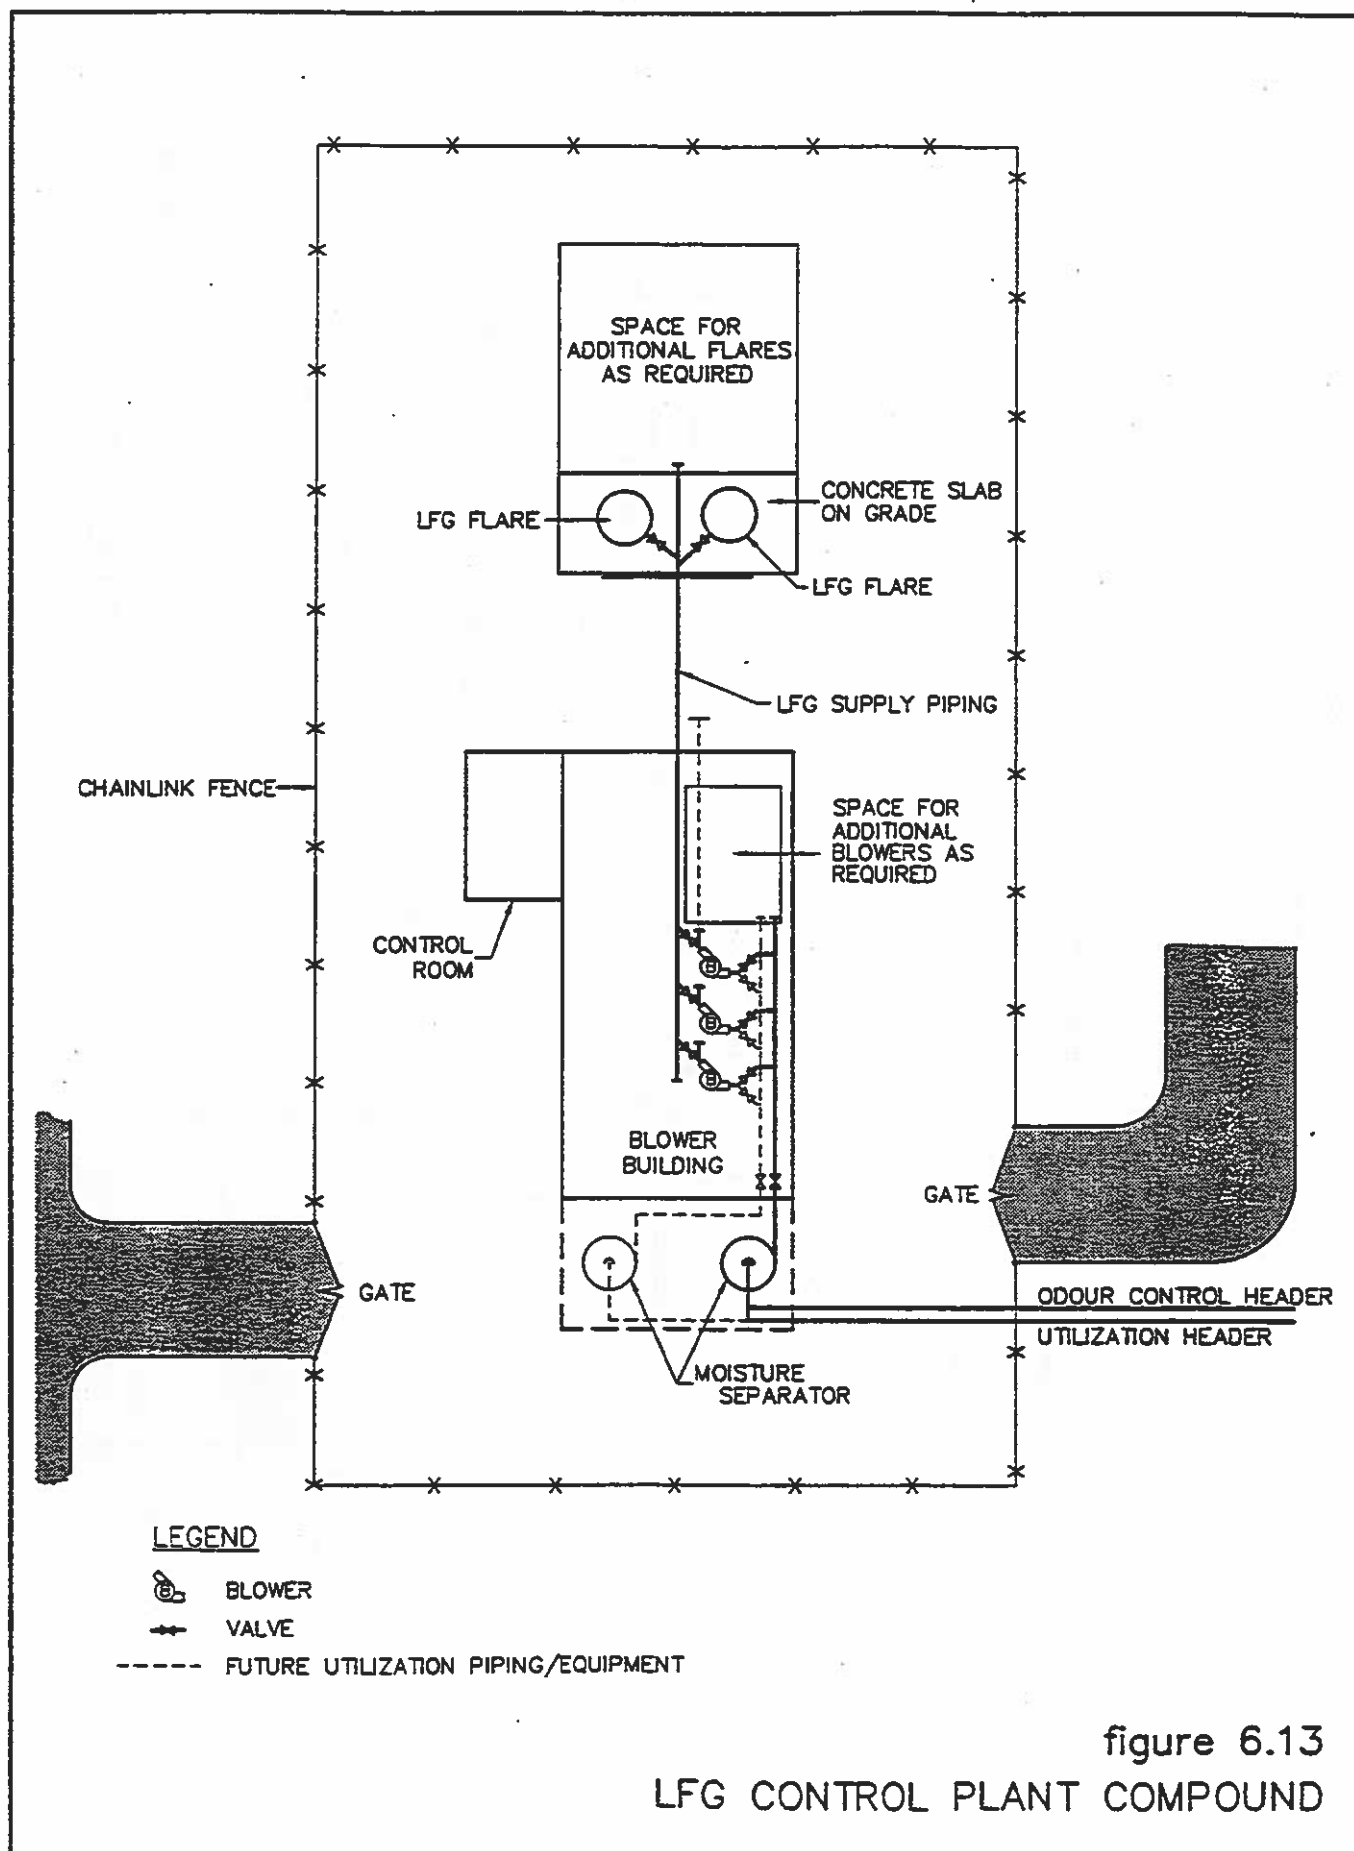 SPACE FOR
ADDITIONAL FLARES
AS REQUIRED
CONCRETE SLAB
ON GRADE
LFG FLARE
LFG FLARE
LFG SUPPLY PIPING
CHAINLINK FENCE
SPACE FOR
ADDITIONAL
BLOWERS AS
REQUIRED
CONTROL
ROOM
BLOWER
BUILDING
GATE
GATE
ODOUR CONTROL HEADER
UTILIZATION HEADER
MOISTURE
SEPARATOR
LEGEND
BLOWER
VALVE
FUTURE UTILIZATION PIPING/EQUIPMENT
figure 6.13
LFG CONTROL PLANT COMPOUND